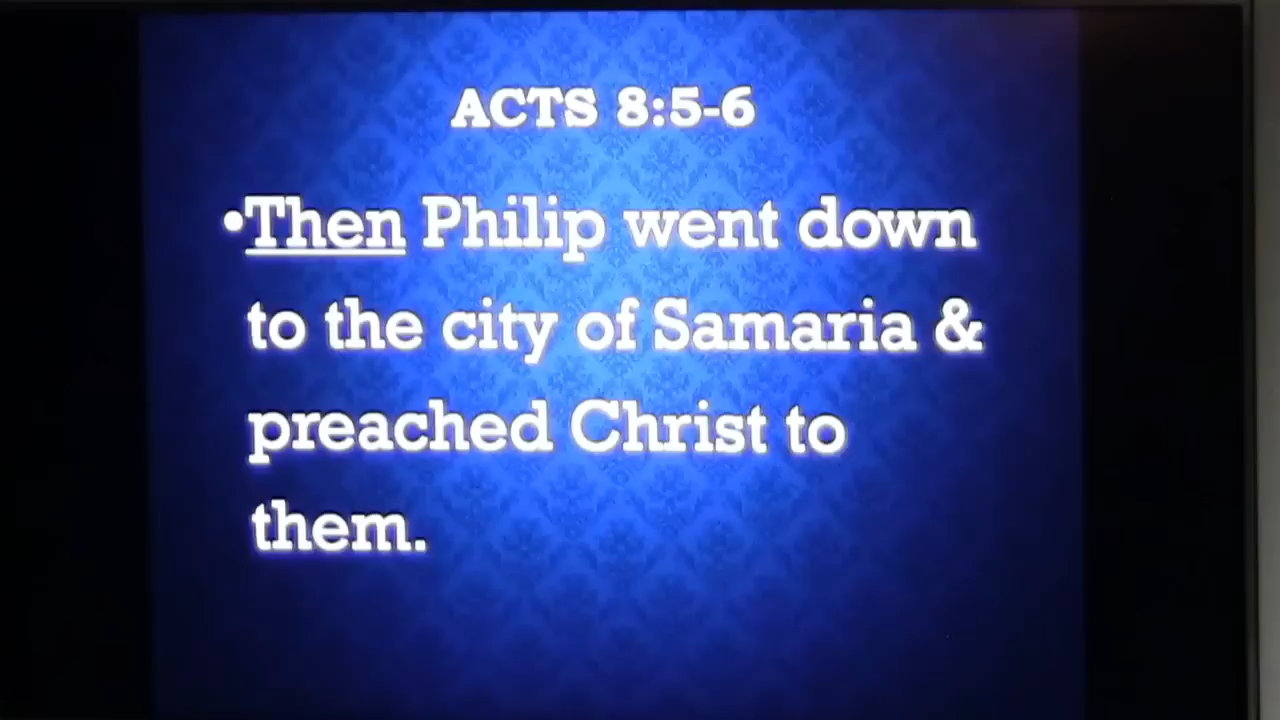 ACTS 8:5-6
•Then Philip went down
to the city of Samaria &
preached Christ to
them.